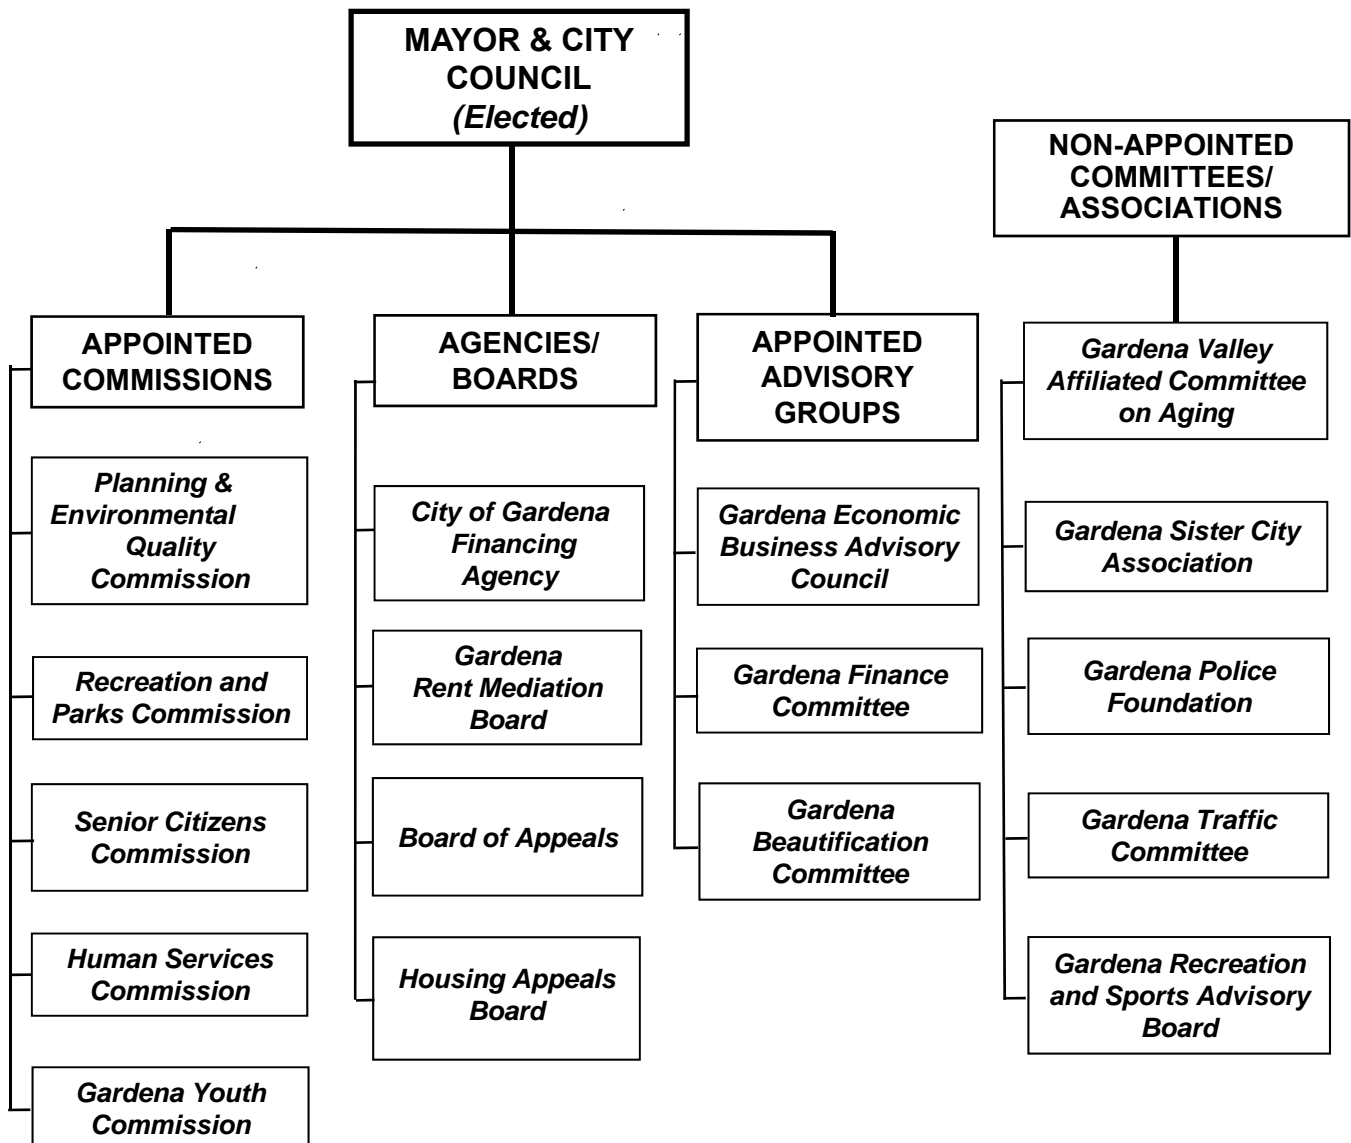 MAYOR & CITY
COUNCIL
(Elected)
NON-APPOINTED
COMMITTEES/
ASSOCIATIONS
APPOINTED
COMMISSIONS
Planning &
Environmental
Quality
Commission
Recreation and
Parks Commission
Senior Citizens
Commission
Human Services
Commission
Gardena Youth
Commission
AGENCIES/
BOARDS
City of Gardena
Financing
Agency
Gardena
Rent Mediation
Board
Board of Appeals
Housing Appeals
Board
APPOINTED
ADVISORY
GROUPS
Gardena Economic
Business Advisory
Council
Gardena Finance
Committee
Gardena
Beautification
Committee
Gardena Valley
Affiliated Committee
on Aging
Gardena Sister City
Association
Gardena Police
Foundation
Gardena Traffic
Committee
Gardena Recreation
and Sports Advisory
Board